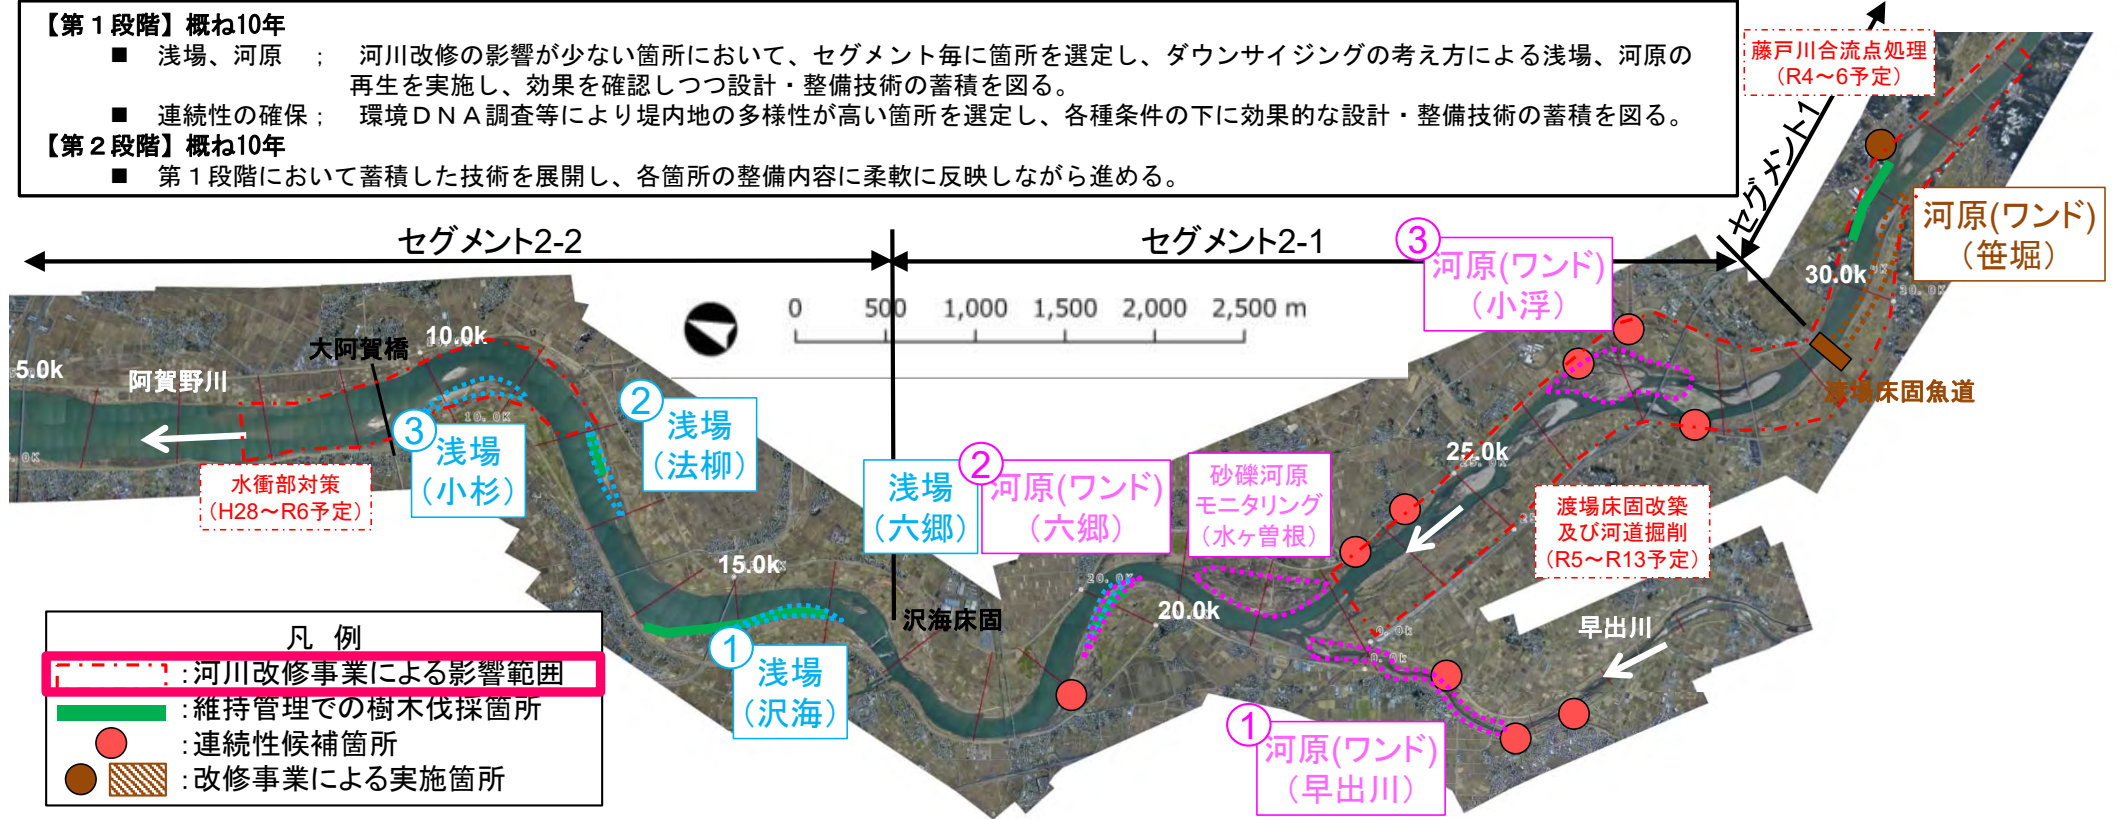 【第１段階】概ね10年
■ 浅場、河原 ； 河川改修の影響が少ない箇所において、セグメント毎に箇所を選定し、ダウンサイジングの考え方による浅場、河原の
再生を実施し、効果を確認しつつ設計・整備技術の蓄積を図る。
■ 連続性の確保； 環境ＤＮＡ調査等により堤内地の多様性が高い箇所を選定し、各種条件の下に効果的な設計・整備技術の蓄積を図る。
【第２段階】概ね10年
■ 第１段階において蓄積した技術を展開し、各箇所の整備内容に柔軟に反映しながら進める。
藤戸川合流点処理
（R4～6予定）
セグメント1
河原(ワンド)
（笹堀）
30.0k
30.0K
渡場床固魚道
セグメント2-2
セグメント2-1
③
河原(ワンド)
（小浮）
0 500 1,000 1,500 2,000 2,500 m
5.0k
阿賀野川
大阿賀橋
10.0k
10.0K
③
浅場
（小杉）
②
浅場
（法柳）
水衝部対策
（H28～R6予定）
浅場
（六郷）
②
河原(ワンド)
（六郷）
砂礫河原
モニタリング
（水ヶ曽根）
25.0k
渡場床固改築
及び河道掘削
（R5～R13予定）
15.0k
沢海床固
20.0K
20.0k
0.0k
0.0k
早出川
①
浅場
（沢海）
①
河原(ワンド)
（早出川）
凡 例
：河川改修事業による影響範囲
：維持管理での樹木伐採箇所
：連続性候補箇所
：改修事業による実施箇所